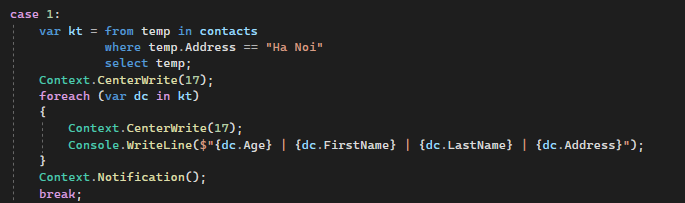 case 1:
    var kt = from temp in contacts
             where temp.Address == "Ha Noi"
             select temp;
    Context.CenterWrite(17);
    foreach (var dc in kt)
    {
        Context.CenterWrite(17);
        Console.WriteLine($"{dc.Age} | {dc.FirstName} | {dc.LastName} | {dc.Address}");
    }
    Context.Notification();
    break;